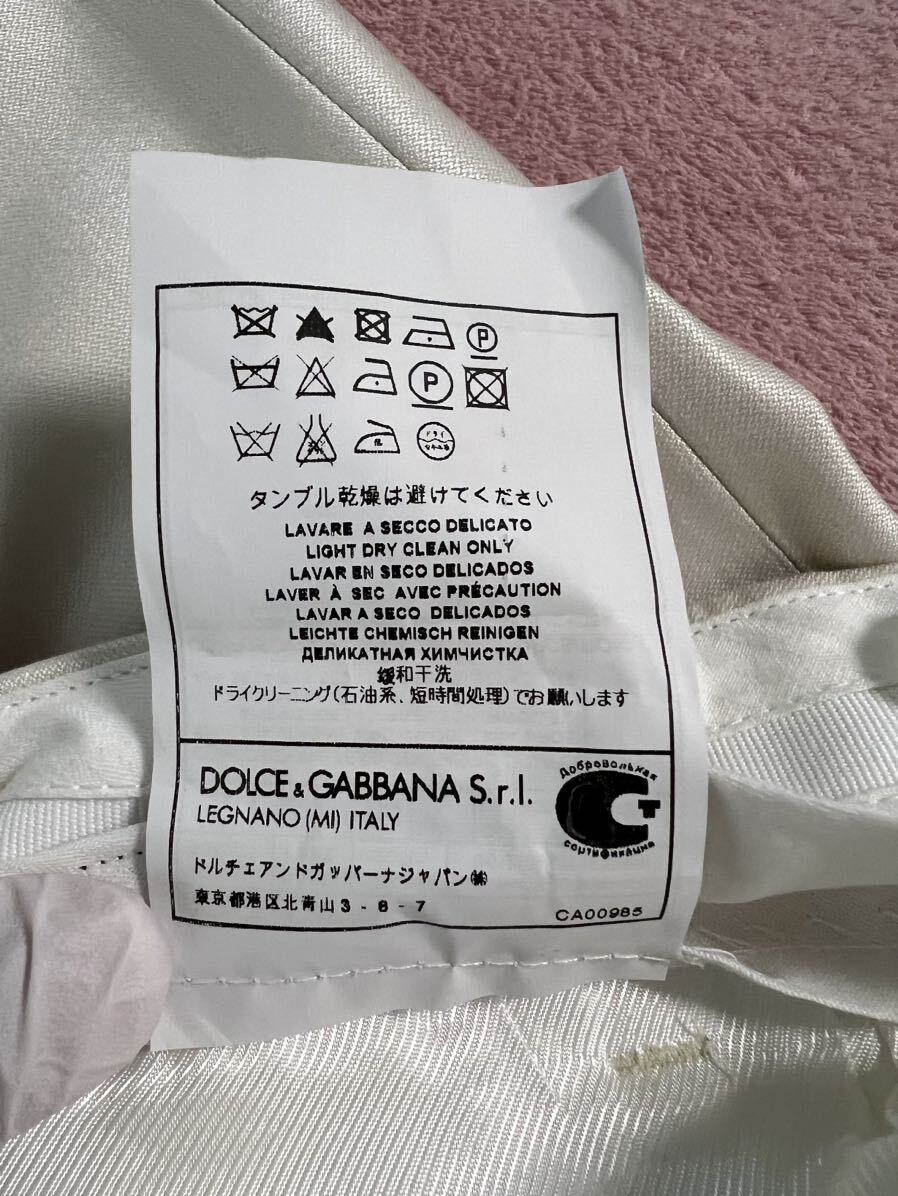 P
P
ドライ
タンブル乾燥は避けてください
LAVARE A SECCO DELICATO
LIGHT DRY CLEAN ONLY
LAVAR EN SECO DELICADOS
LAVER À SEC AVEC PRÉCAUTION
LAVAR A SECO DELICADOS
LEICHTE CHEMISCH REINIGEN
ДЕЛИКАТНАЯ ХИМЧИСТКА
缓和干洗
ドライクリーニング(石油系、短時間処理)でお願いします
DOLCE & GABBANA S.r.l.
LEGNANO (MI) ITALY
Добровольная
сертификация
ドルチェアンドガッバーナジャパン㈱
東京都港区北青山3-6-7
CA00985